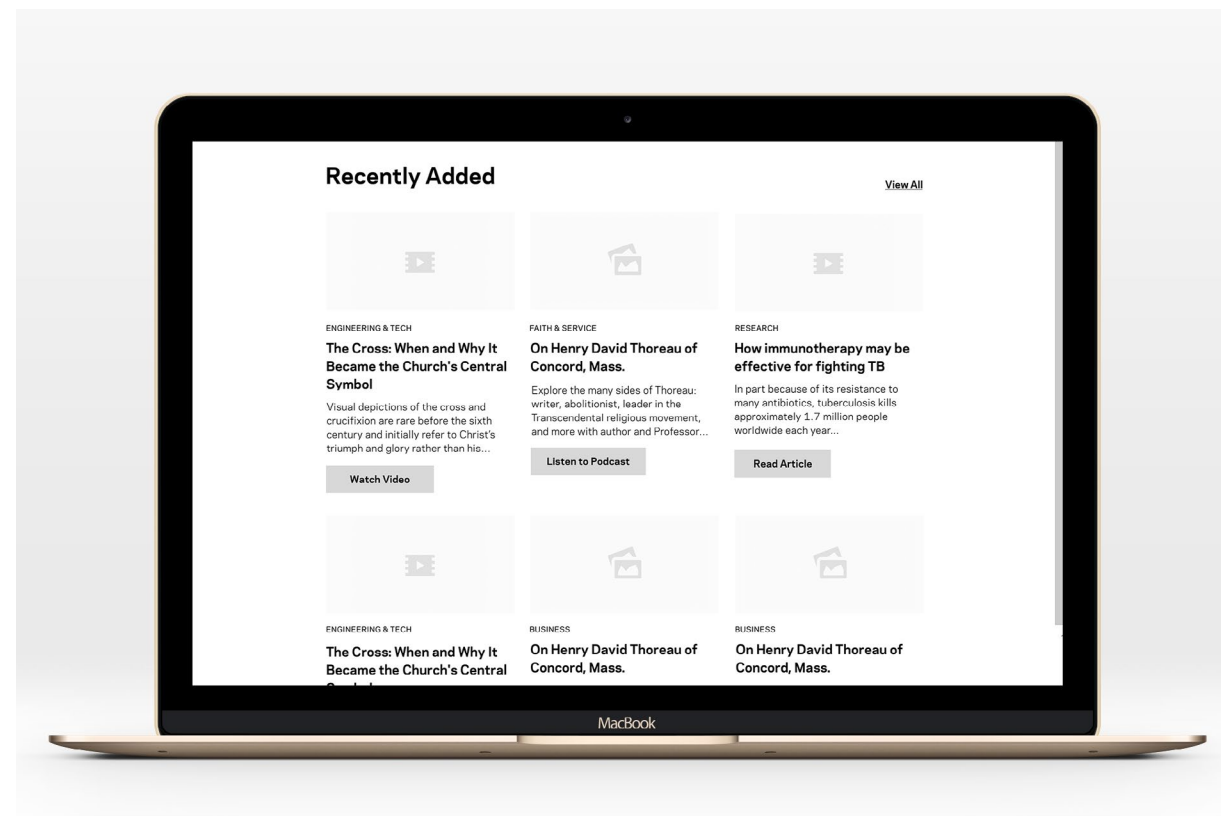 Recently Added
View All
ENGINEERING & TECH
The Cross: When and Why It
Became the Church's Central
Symbol
Visual depictions of the cross and
crucifixion are rare before the sixth
century and initially refer to Christ's
triumph and glory rather than his...
Watch Video
FAITH & SERVICE
On Henry David Thoreau of
Concord, Mass.
Explore the many sides of Thoreau:
writer, abolitionist, leader in the
Transcendental religious movement,
and more with author and Professor...
LIsten to Podcast
RESEARCH
How immunotherapy may be
effective for fighting TB
In part because of its resistance to
many antibiotics, tuberculosis kills
approximately 1.7 million people
worldwide each year...
Read Article
ENGINEERING & TECH
The Cross: When and Why It
Became the Church's Central
BUSINESS
On Henry David Thoreau of
Concord, Mass.
BUSINESS
On Henry David Thoreau of
Concord, Mass.
MacBook